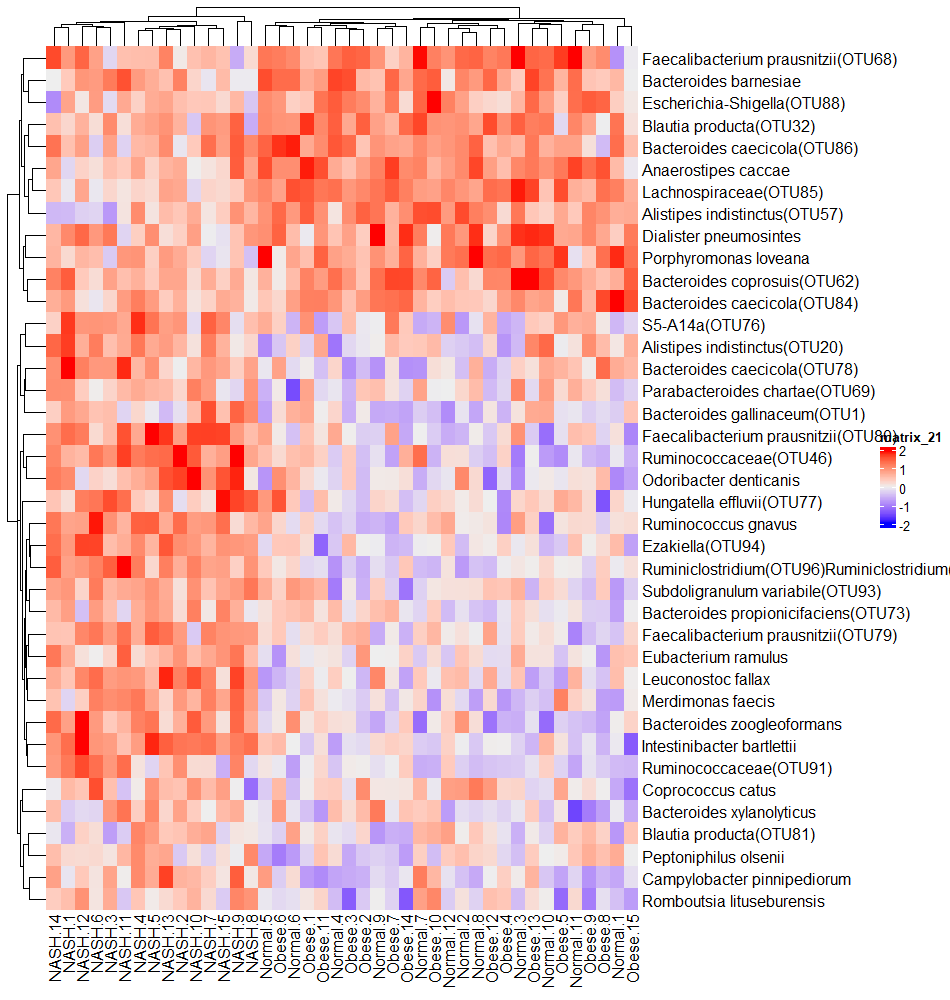 Faecalibacterium prausnitzii(OTU68)
Bacteroides barnesiae
Escherichia-Shigella(OTU88)
Blautia producta(OTU32)
Bacteroides caecicola(OTU86)
Anaerostipes caccae
Lachnospiraceae(OTU85)
Alistipes indistinctus(OTU57)
Dialister pneumosintes
Porphyromonas loveana
Bacteroides coprosuis(OTU62)
Bacteroides caecicola(OTU84)
S5-A14a(OTU76)
Alistipes indistinctus(OTU20)
Bacteroides caecicola(OTU78)
Parabacteroides chartae(OTU69)
Bacteroides gallinaceum(OTU1)
Faecalibacterium prausnitzii(OTU80)
Ruminococcaceae(OTU46)
Odoribacter denticanis
Hungatella effluvii(OTU77)
Ruminococcus gnavus
Ezakiella(OTU94)
Ruminiclostridium(OTU96)Ruminiclostridium(
Subdoligranulum variabile(OTU93)
Bacteroides propionicifaciens(OTU73)
Faecalibacterium prausnitzii(OTU79)
Eubacterium ramulus
Leuconostoc fallax
Merdimonas faecis
Bacteroides zoogleoformans
Intestinibacter bartlettii
Ruminococcaceae(OTU91)
Coprococcus catus
Bacteroides xylanolyticus
Blautia producta(OTU81)
Peptoniphilus olsenii
Campylobacter pinnipediorum
Romboutsia lituseburensis
matrix_21
2
1
0
-1
-2
NASH.14
NASH.1
NASH.12
NASH.6
NASH.3
NASH.11
NASH.4
NASH.5
NASH.13
NASH.2
NASH.10
NASH.7
NASH.15
NASH.9
NASH.8
Normal.5
Obese.6
Normal.6
Obese.1
Obese.11
Normal.4
Obese.3
Obese.2
Normal.9
Obese.7
Obese.14
Normal.7
Obese.10
Normal.12
Normal.2
Normal.8
Obese.12
Obese.4
Normal.3
Obese.13
Normal.10
Obese.5
Normal.11
Obese.9
Obese.8
Normal.1
Obese.15